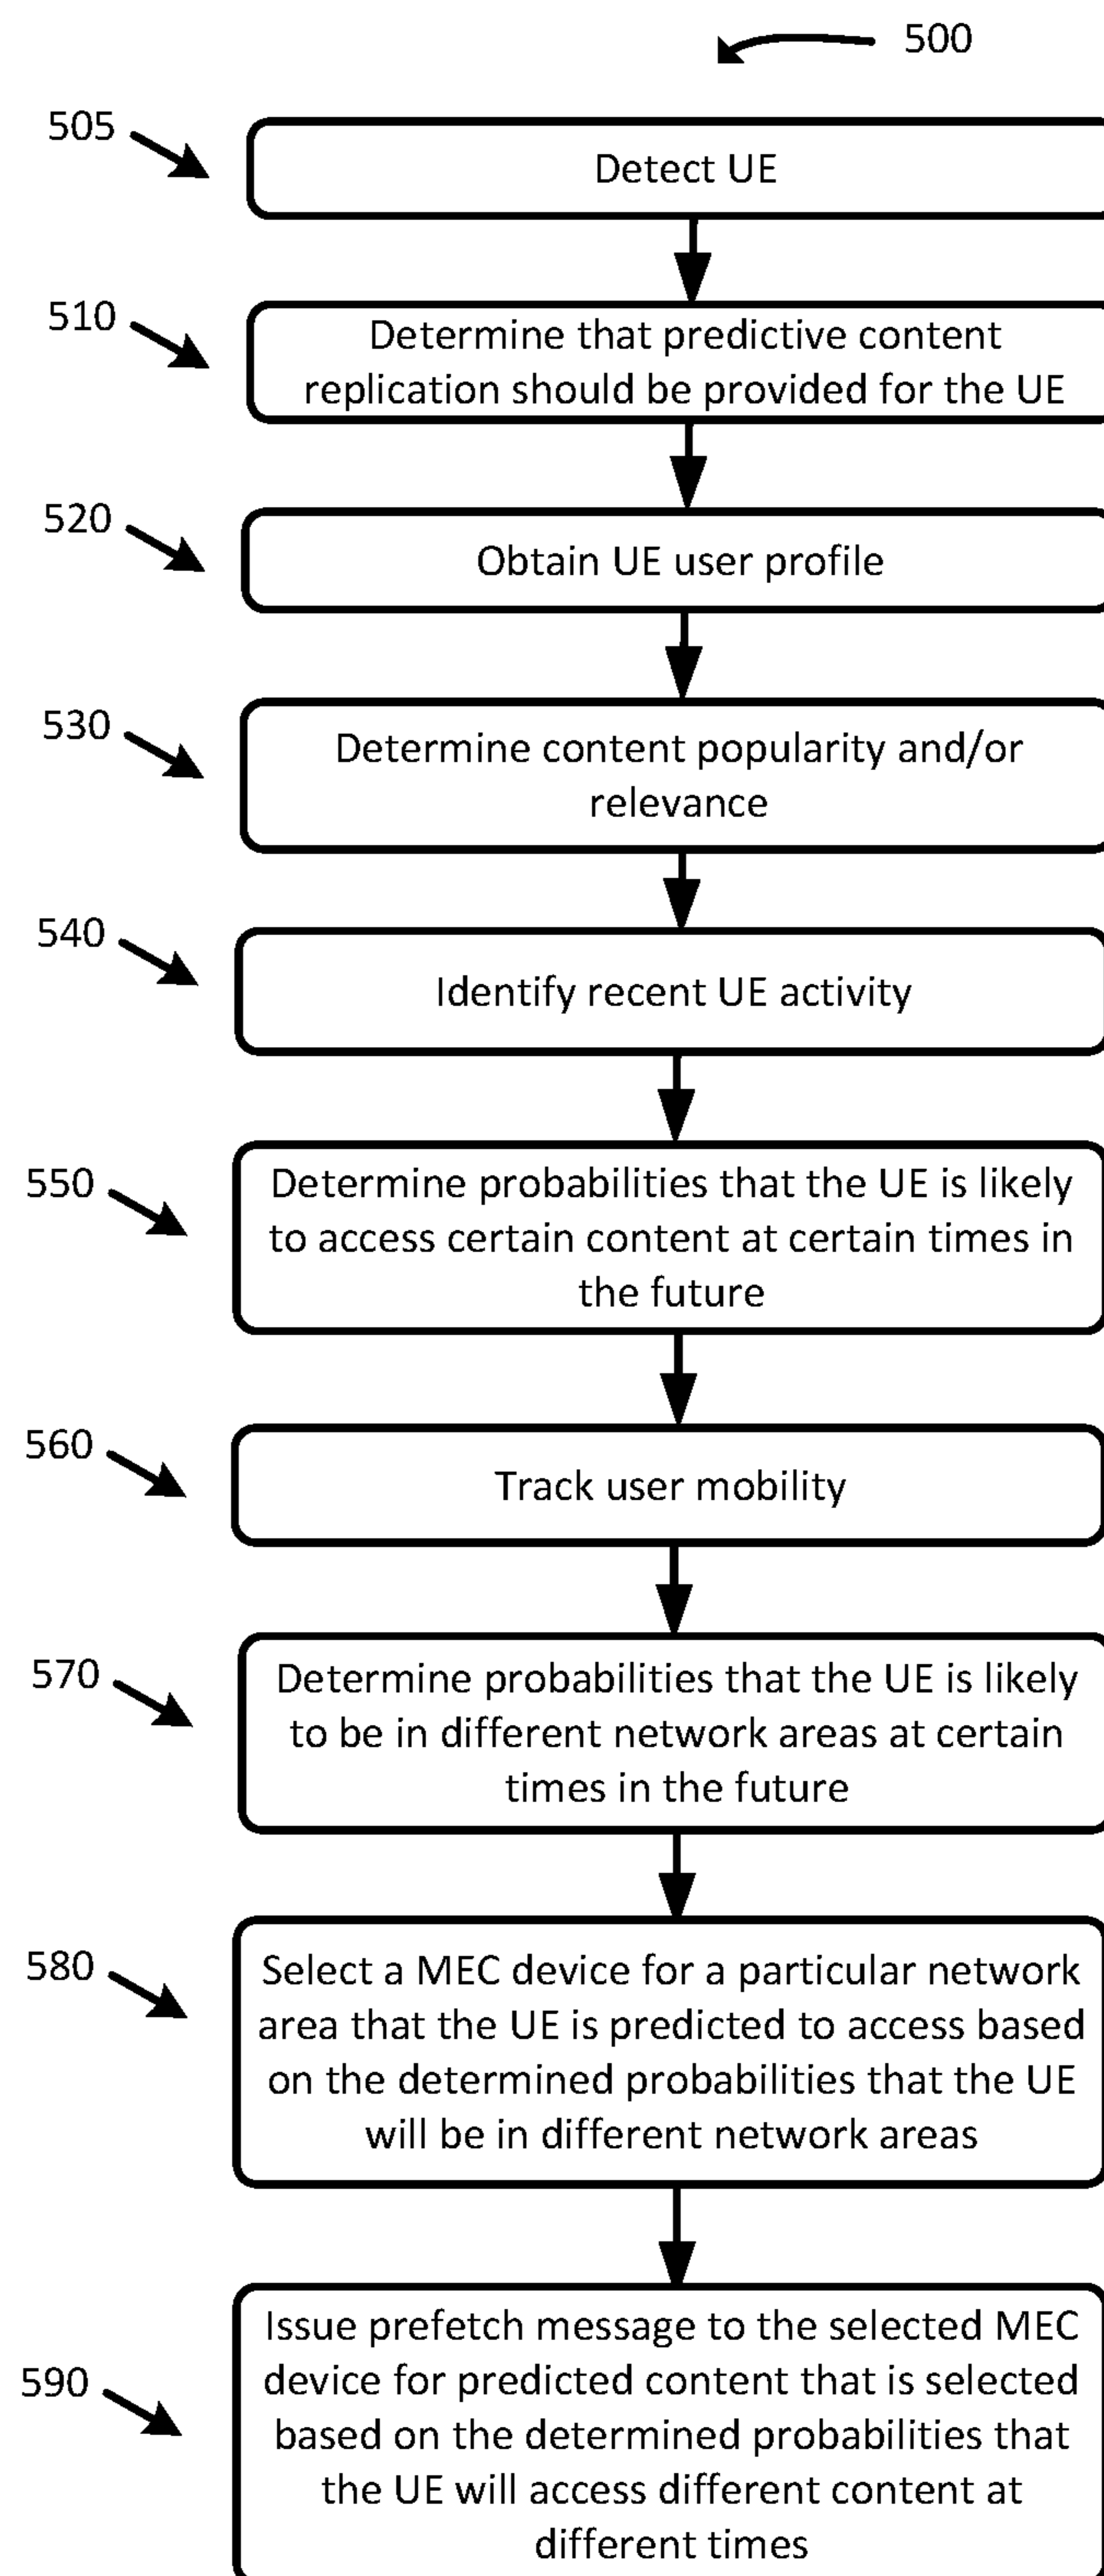 500
505
Detect UE
510
Determine that predictive content
replication should be provided for the UE
520
Obtain UE user profile
530
Determine content popularity and/or
relevance
540
Identify recent UE activity
550
Determine probabilities that the UE is likely
to access certain content at certain times in
the future
560
Track user mobility
570
Determine probabilities that the UE is likely
to be in different network areas at certain
times in the future
580
Select a MEC device for a particular network
area that the UE is predicted to access based
on the determined probabilities that the UE
will be in different network areas
590
Issue prefetch message to the selected MEC
device for predicted content that is selected
based on the determined probabilities that
the UE will access different content at
different times